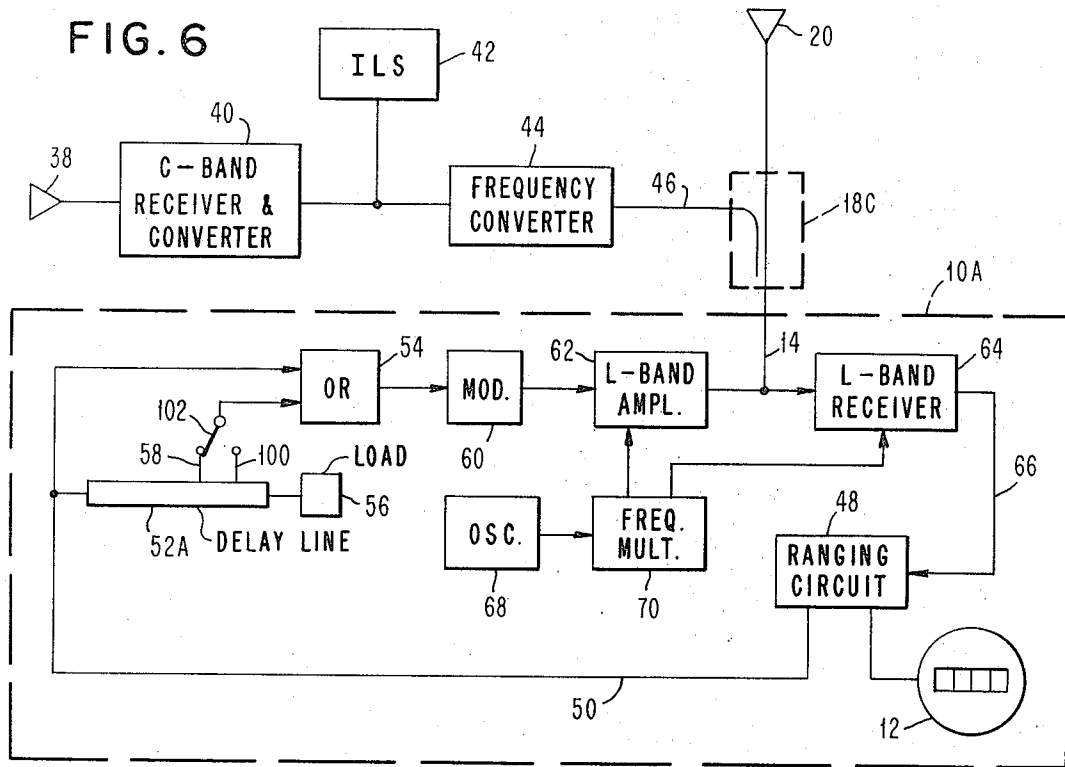 FIG. 6
ILS
42
20
38
40
C-BAND
RECEIVER &
CONVERTER
44
FREQUENCY
CONVERTER
46
18C
10A
OR
54
MOD.
60
62
L-BAND
AMPL.
14
L-BAND
RECEIVER
64
102
58
100
LOAD
56
52A
DELAY LINE
OSC.
68
FREQ.
MULT.
70
48
RANGING
CIRCUIT
66
50
12